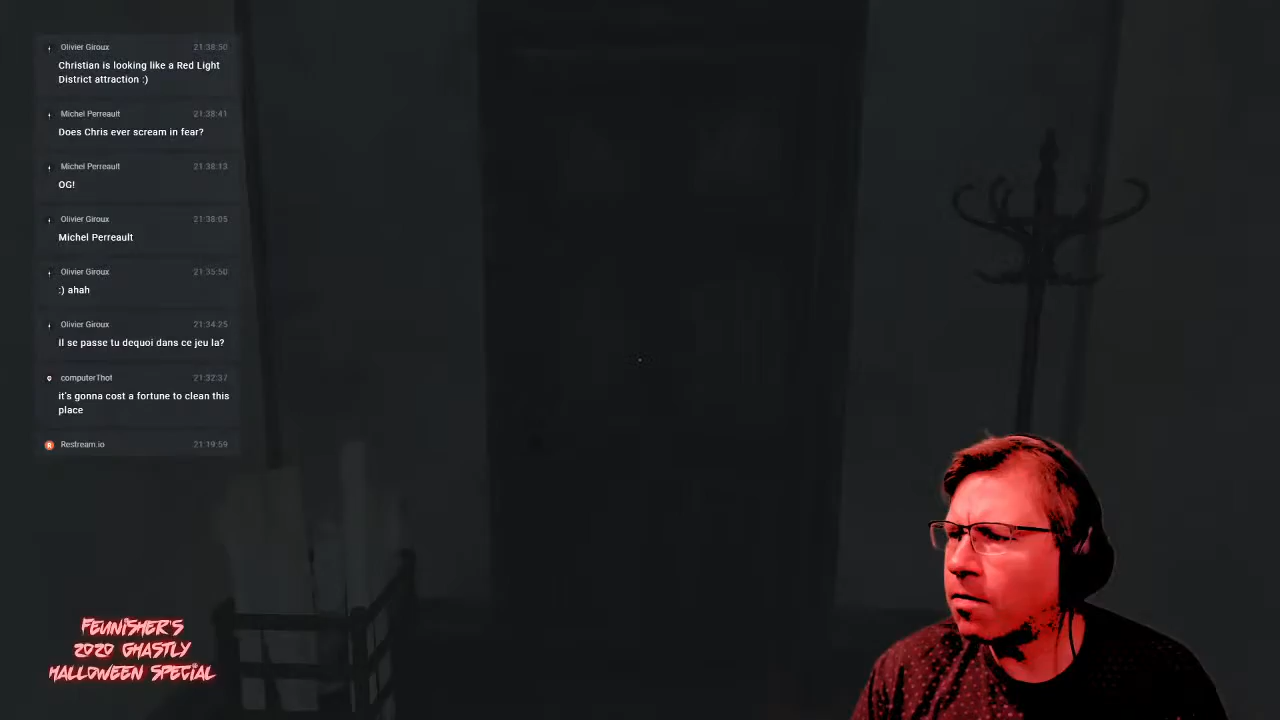 Olivier Giroux 21:38:50
Christian is looking like a Red Light
District attraction :)
Michel Perreault 21:38:41
Does Chris ever scream in fear?
Michel Perreault 21:38:13
OG!
Olivier Giroux 21:38:05
Michel Perreault
Olivier Giroux 21:35:50
:) ahah
Olivier Giroux 21:34:25
Il se passe tu dequoi dans ce jeu la?
computerThot 21:32:37
it's gonna cost a fortune to clean this
place
R Restream.io 21:19:59
FEUNISHER'S
2020 GHASTLY
HALLOWEEN SPECIAL